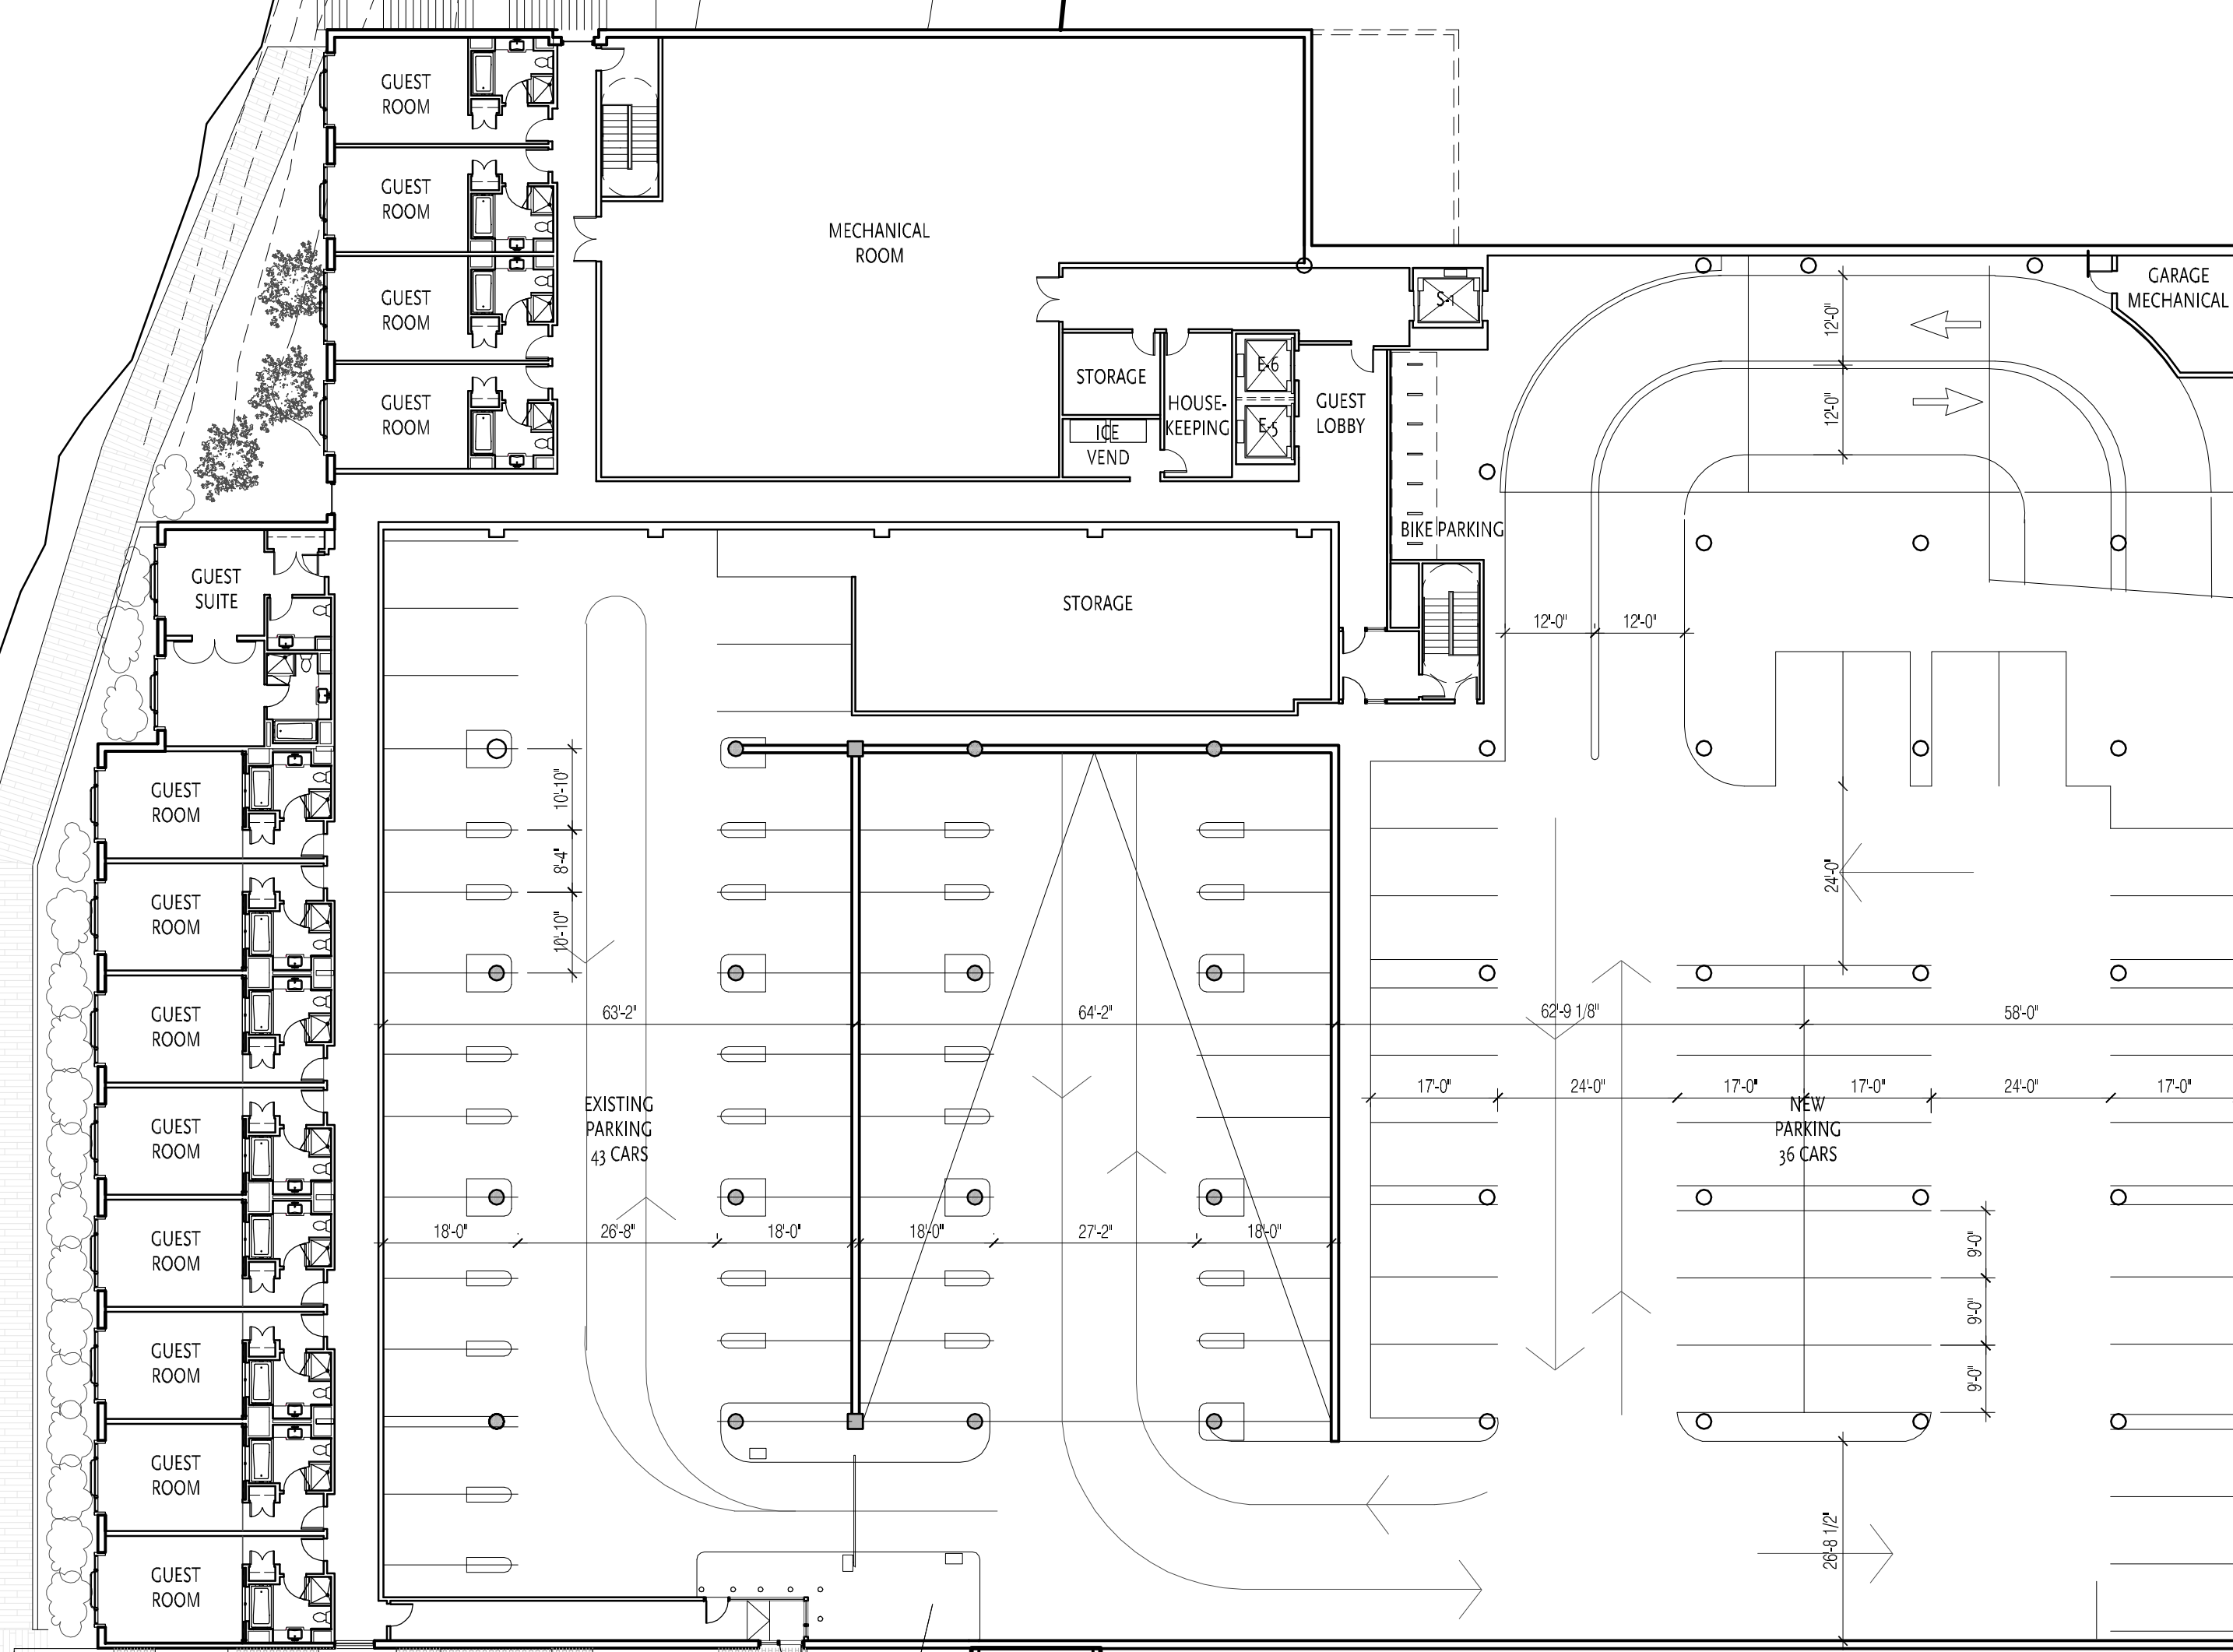 GUEST
ROOM
GUEST
ROOM
GUEST
ROOM
GUEST
ROOM
MECHANICAL
ROOM
S-1
GARAGE
MECHANICAL
12'-0"
12'-0"
STORAGE
HOUSE-
KEEPING
E-6
E-5
GUEST
LOBBY
ICE
VEND
BIKE PARKING
GUEST
SUITE
STORAGE
12'-0"
12'-0"
GUEST
ROOM
GUEST
ROOM
GUEST
ROOM
GUEST
ROOM
GUEST
ROOM
GUEST
ROOM
GUEST
ROOM
GUEST
ROOM
10'-10"
8'-4"
10'-10"
24'-0"
63'-2"
64'-2"
62'-9 1/8"
58'-0"
17'-0"
24'-0"
17'-0"
17'-0"
24'-0"
17'-0"
EXISTING
PARKING
43 CARS
NEW
PARKING
36 CARS
18'-0"
26'-8"
18'-0"
18'-0"
27'-2"
18'-0"
9'-0"
9'-0"
9'-0"
26'-8 1/2"